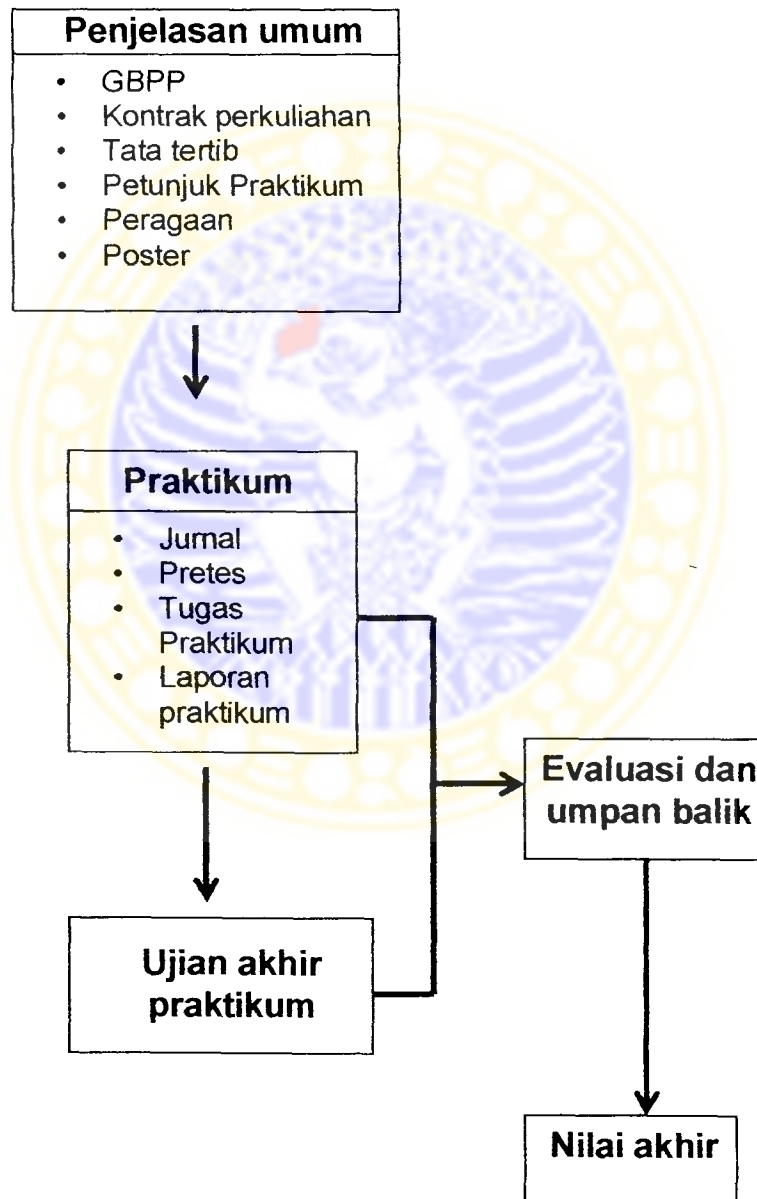 Penjelasan umum
• GBPP
• Kontrak perkuliahan
• Tata tertib
• Petunjuk Praktikum
• Peragaan
• Poster
Praktikum
• Jurnal
• Pretes
• Tugas
Praktikum
• Laporan
praktikum
Evaluasi dan
umpan balik
Ujian akhir
praktikum
Nilai akhir